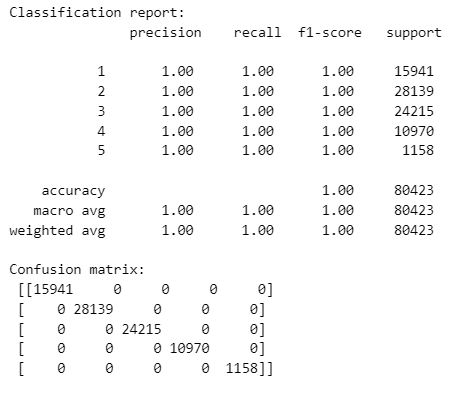 Classification report:
              precision    recall  f1-score   support

           1       1.00      1.00      1.00     15941
           2       1.00      1.00      1.00     28139
           3       1.00      1.00      1.00     24215
           4       1.00      1.00      1.00     10970
           5       1.00      1.00      1.00      1158

    accuracy                           1.00     80423
   macro avg       1.00      1.00      1.00     80423
weighted avg       1.00      1.00      1.00     80423

Confusion matrix:
 [[15941     0     0     0     0]
 [    0 28139     0     0     0]
 [    0     0 24215     0     0]
 [    0     0     0 10970     0]
 [    0     0     0     0  1158]]